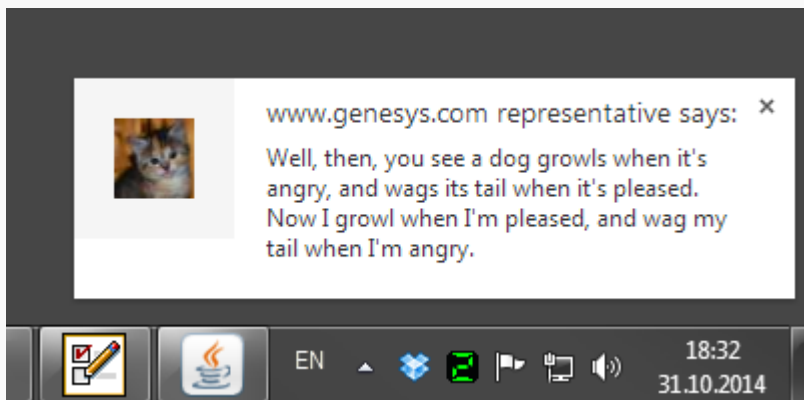 www.genesys.com representative says:
Well, then, you see a dog growls when it's
angry, and wags its tail when it's pleased.
Now I growl when I'm pleased, and wag my
tail when I'm angry.
EN
2
18:32
31.10.2014